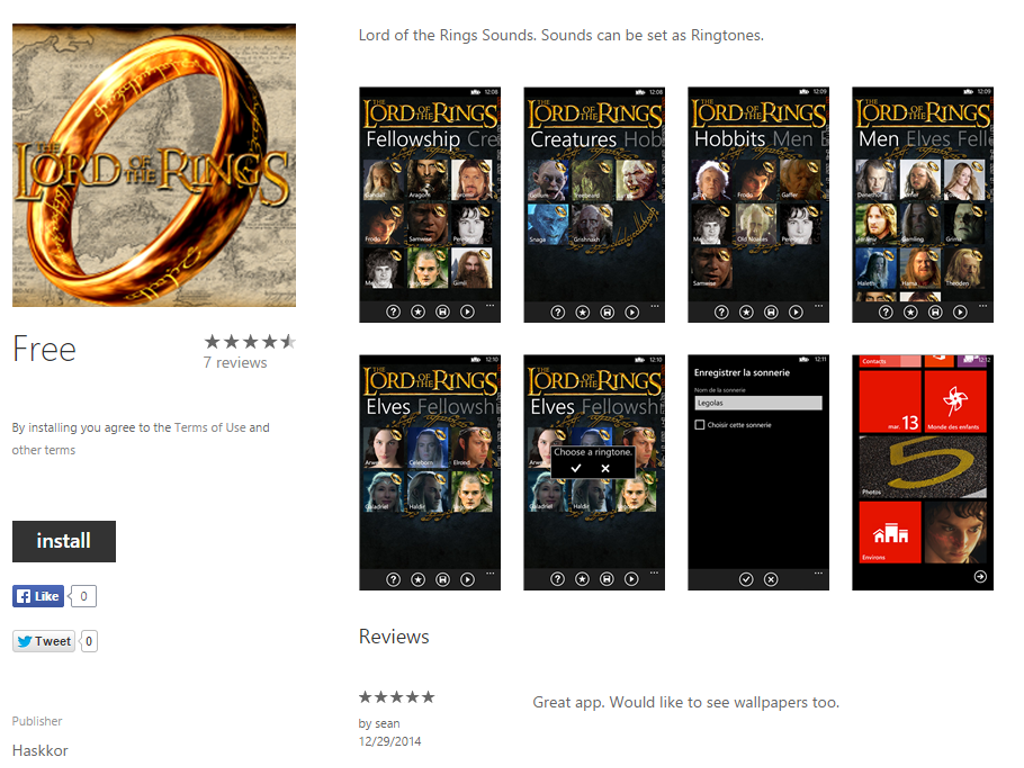 THE
LORD OF THE RINGS
Lord of the Rings Sounds. Sounds can be set as Ringtones.
12:08
THE LORD OF THE RINGS
Fellowship Cre
Aragorn
Frodo Samwise
Gimli
12:08
THE LORD OF THE RINGS
Creatures Hob
Snaga Grishnakh
12:09
THE LORD OF THE RINGS
Hobbits Men E
Frodo Gaffer
Old Noakes
Samwise
12:09
THE LORD OF THE RINGS
Men Elves Fell
Gamling Grima
Haleth Hama Theoden
Free
7 reviews
By installing you agree to the Terms of Use and
other terms
install
Like 0
Tweet 0
Publisher
Haskkor
12:10
THE LORD OF THE RINGS
Elves Fellowshi
Arwen Celeborn Elrond
Galadriel Haldir
12:10
THE LORD OF THE RINGS
Elves Fellowshi
Choose a ringtone.
Galadriel Haldir
12:11
Enregistrer la sonnerie
Nom de la sonnerie
Legolas
Choisir cette sonnerie
12:12
Contacts
mar. 13
Monde des enfants
5
Photos
Environs
Reviews
by sean
12/29/2014
Great app. Would like to see wallpapers too.